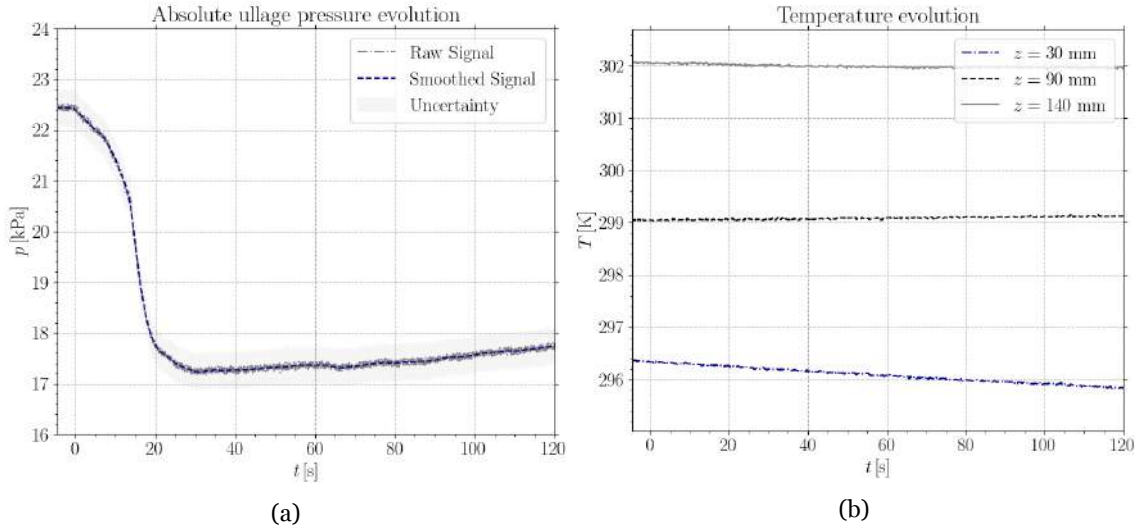 Absolute ullage pressure evolution
24
23
22
21
20
19
18
17
16
p [kPa]
Raw Signal
Smoothed Signal
Uncertainty
0
20
40
60
80
100
120
t [s]
(a)
Temperature evolution
302
301
300
299
298
297
296
T [K]
z = 30 mm
z = 90 mm
z = 140 mm
0
20
40
60
80
100
120
t [s]
(b)